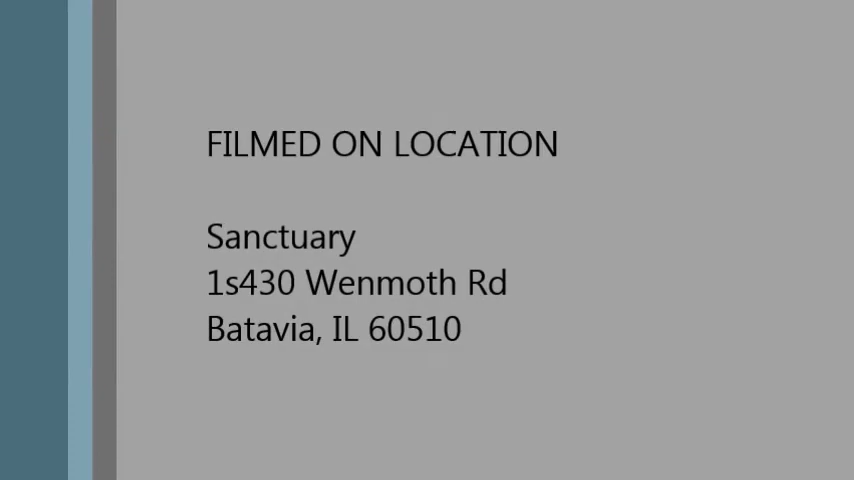 FILMED ON LOCATION
Sanctuary
1s430 Wenmoth Rd
Batavia, IL 60510